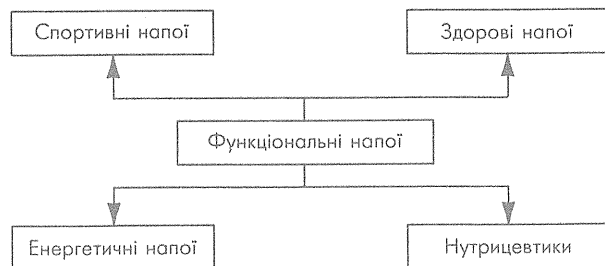 Спортивні напої
Здорові напої
Функціональні напої
Енергетичні напої
Нутрицевтики